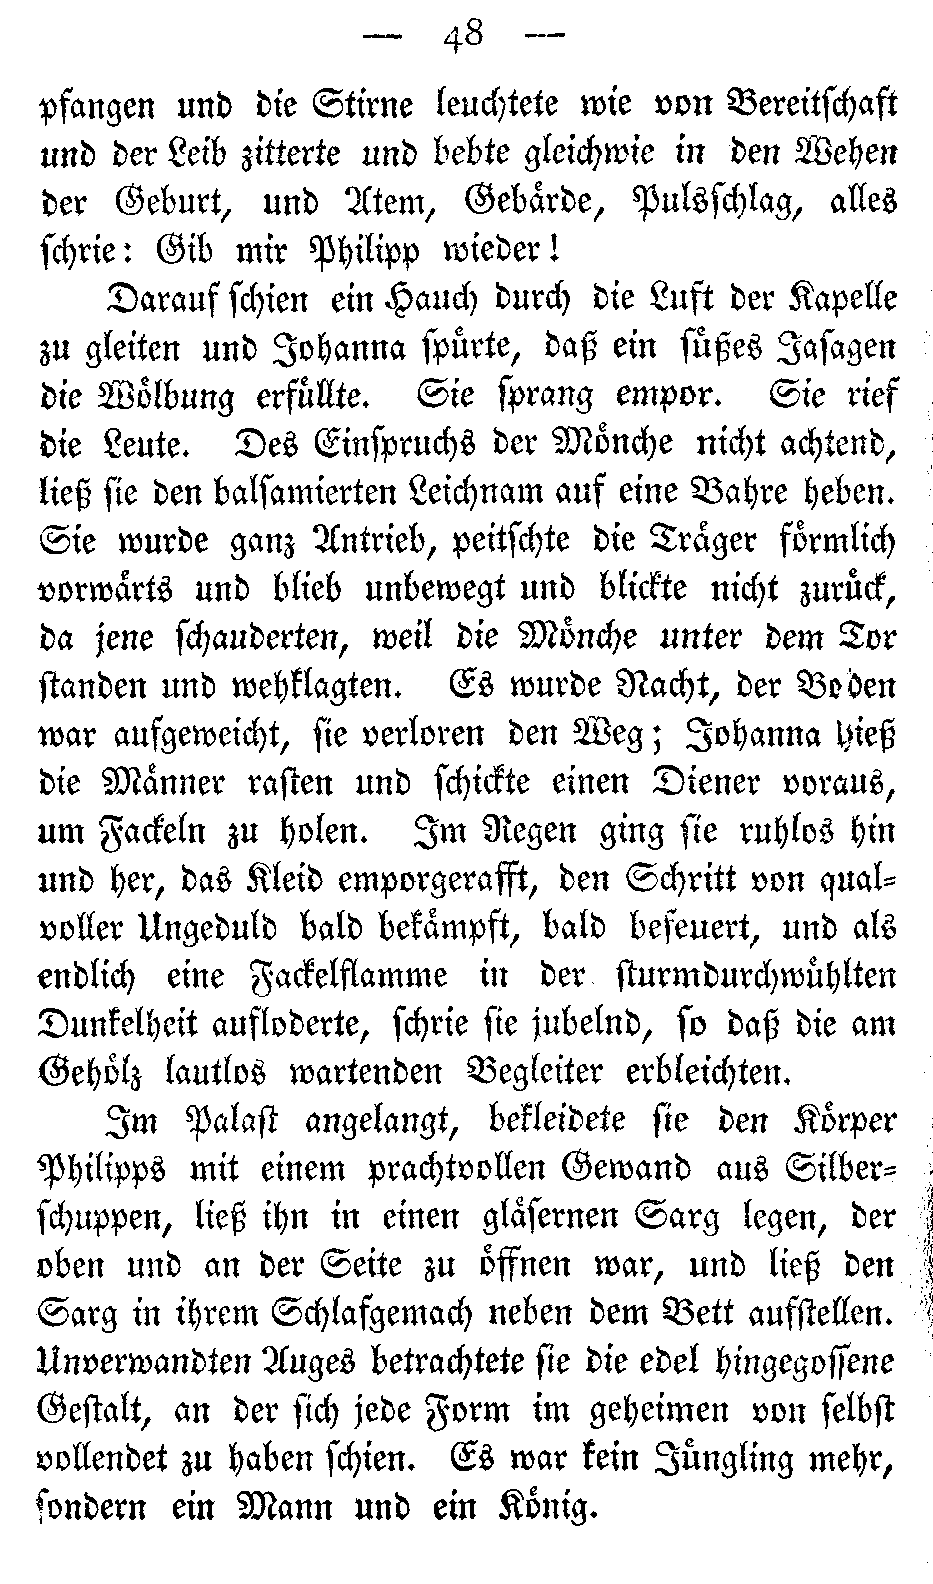 — 48 —
pfangen und die Stirne leuchtete wie von Bereitschaft
und der Leib zitterte und bebte gleichwie in den Wehen
der Geburt, und Atem, Gebärde, Pulsschlag, alles
schrie: Gib mir Philipp wieder!
Darauf schien ein Hauch durch die Luft der Kapelle
zu gleiten und Johanna spürte, daß ein süßes Jasagen
die Wölbung erfüllte. Sie sprang empor. Sie rief
die Leute. Des Einspruchs der Mönche nicht achtend,
ließ sie den balsamierten Leichnam auf eine Bahre heben.
Sie wurde ganz Antrieb, peitschte die Träger förmlich
vorwärts und blieb unbewegt und blickte nicht zurück,
da jene schauderten, weil die Mönche unter dem Tor
standen und wehklagten. Es wurde Nacht, der Boden
war aufgeweicht, sie verloren den Weg; Johanna hieß
die Männer rasten und schickte einen Diener voraus,
um Fackeln zu holen. Im Regen ging sie ruhlos hin
und her, das Kleid emporgerafft, den Schritt von qual-
voller Ungeduld bald bekämpft, bald befeuert, und als
endlich eine Fackelflamme in der sturmdurchwühlten
Dunkelheit aufloderte, schrie sie jubelnd, so daß die am
Gehölz lautlos wartenden Begleiter erbleichten.
Im Palast angelangt, bekleidete sie den Körper
Philipps mit einem prachtvollen Gewand aus Silber-
schuppen, ließ ihn in einen gläsernen Sarg legen, der
oben und an der Seite zu öffnen war, und ließ den
Sarg in ihrem Schlafgemach neben dem Bett aufstellen.
Unverwandten Auges betrachtete sie die edel hingegossene
Gestalt, an der sich jede Form im geheimen von selbst
vollendet zu haben schien. Es war kein Jüngling mehr,
sondern ein Mann und ein König.